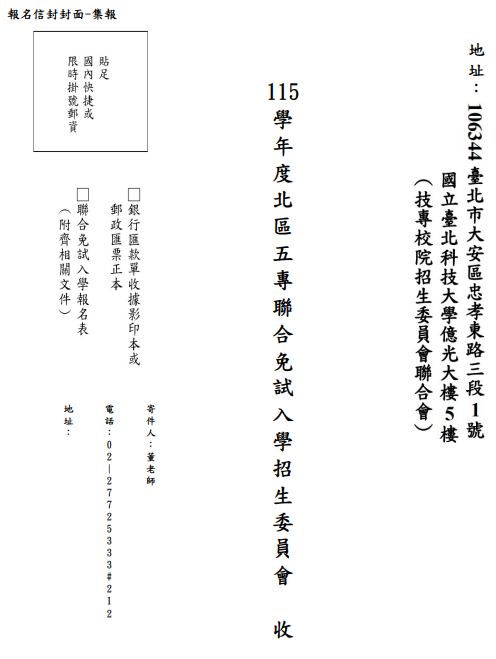 報名信封封面-集報
地址：106344臺北市大安區忠孝東路三段1號
國立臺北科技大學億光大樓5樓
（技專校院招生委員會聯合會）
115學年度北區五專聯合免試入學招生委員會 收
貼足
國內快捷或
限時掛號郵資
□銀行匯款單收據影印本或
郵政匯票正本
□聯合免試入學報名表
（附齊相關文件）
寄件人：董老師
電話：02-27725333#212
地址：